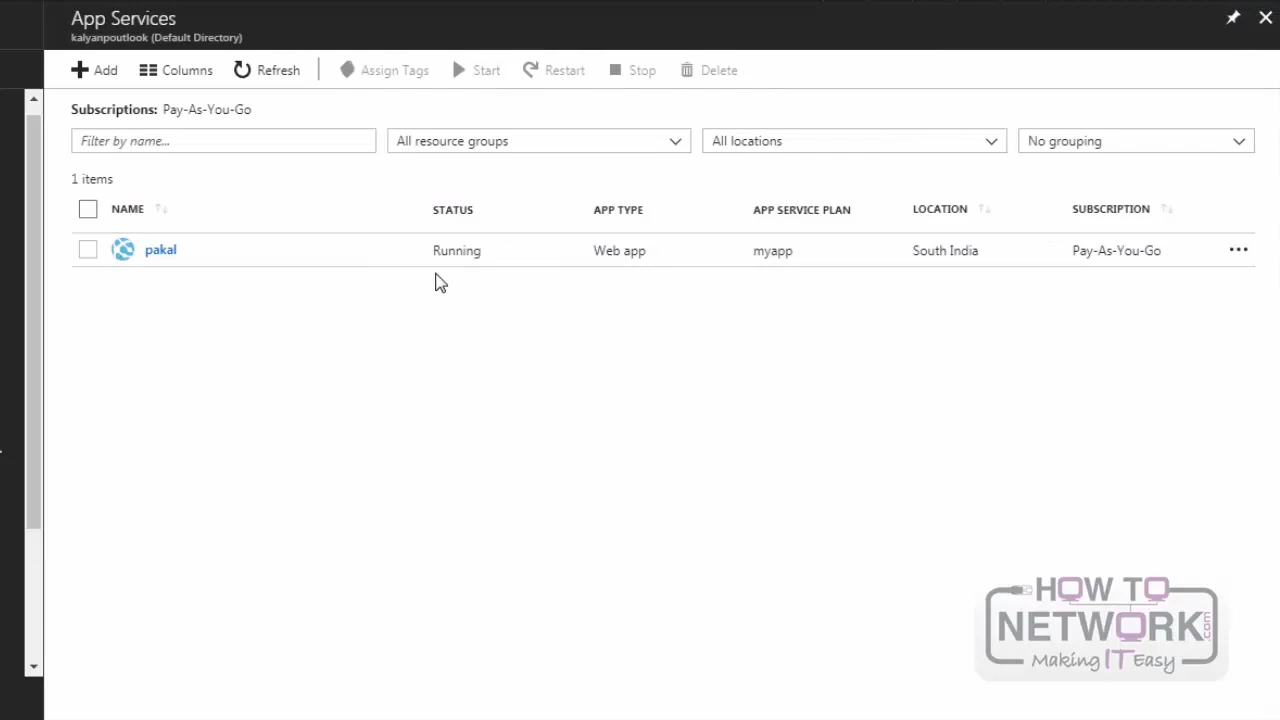 App Services
kalyanpoutlook (Default Directory)
Add Columns Refresh Assign Tags Start Restart Stop Delete
Subscriptions: Pay-As-You-Go
Filter by name... All resource groups All locations No grouping
1 items
NAME STATUS APP TYPE APP SERVICE PLAN LOCATION SUBSCRIPTION
pakal Running Web app myapp South India Pay-As-You-Go
HOW TO
NETWORK.com
Making IT Easy